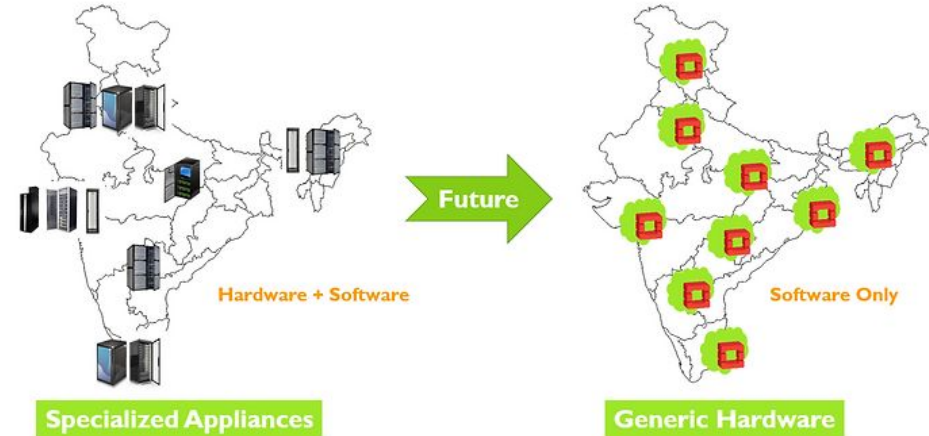 Future
Hardware + Software
Software Only
Specialized Appliances
Generic Hardware